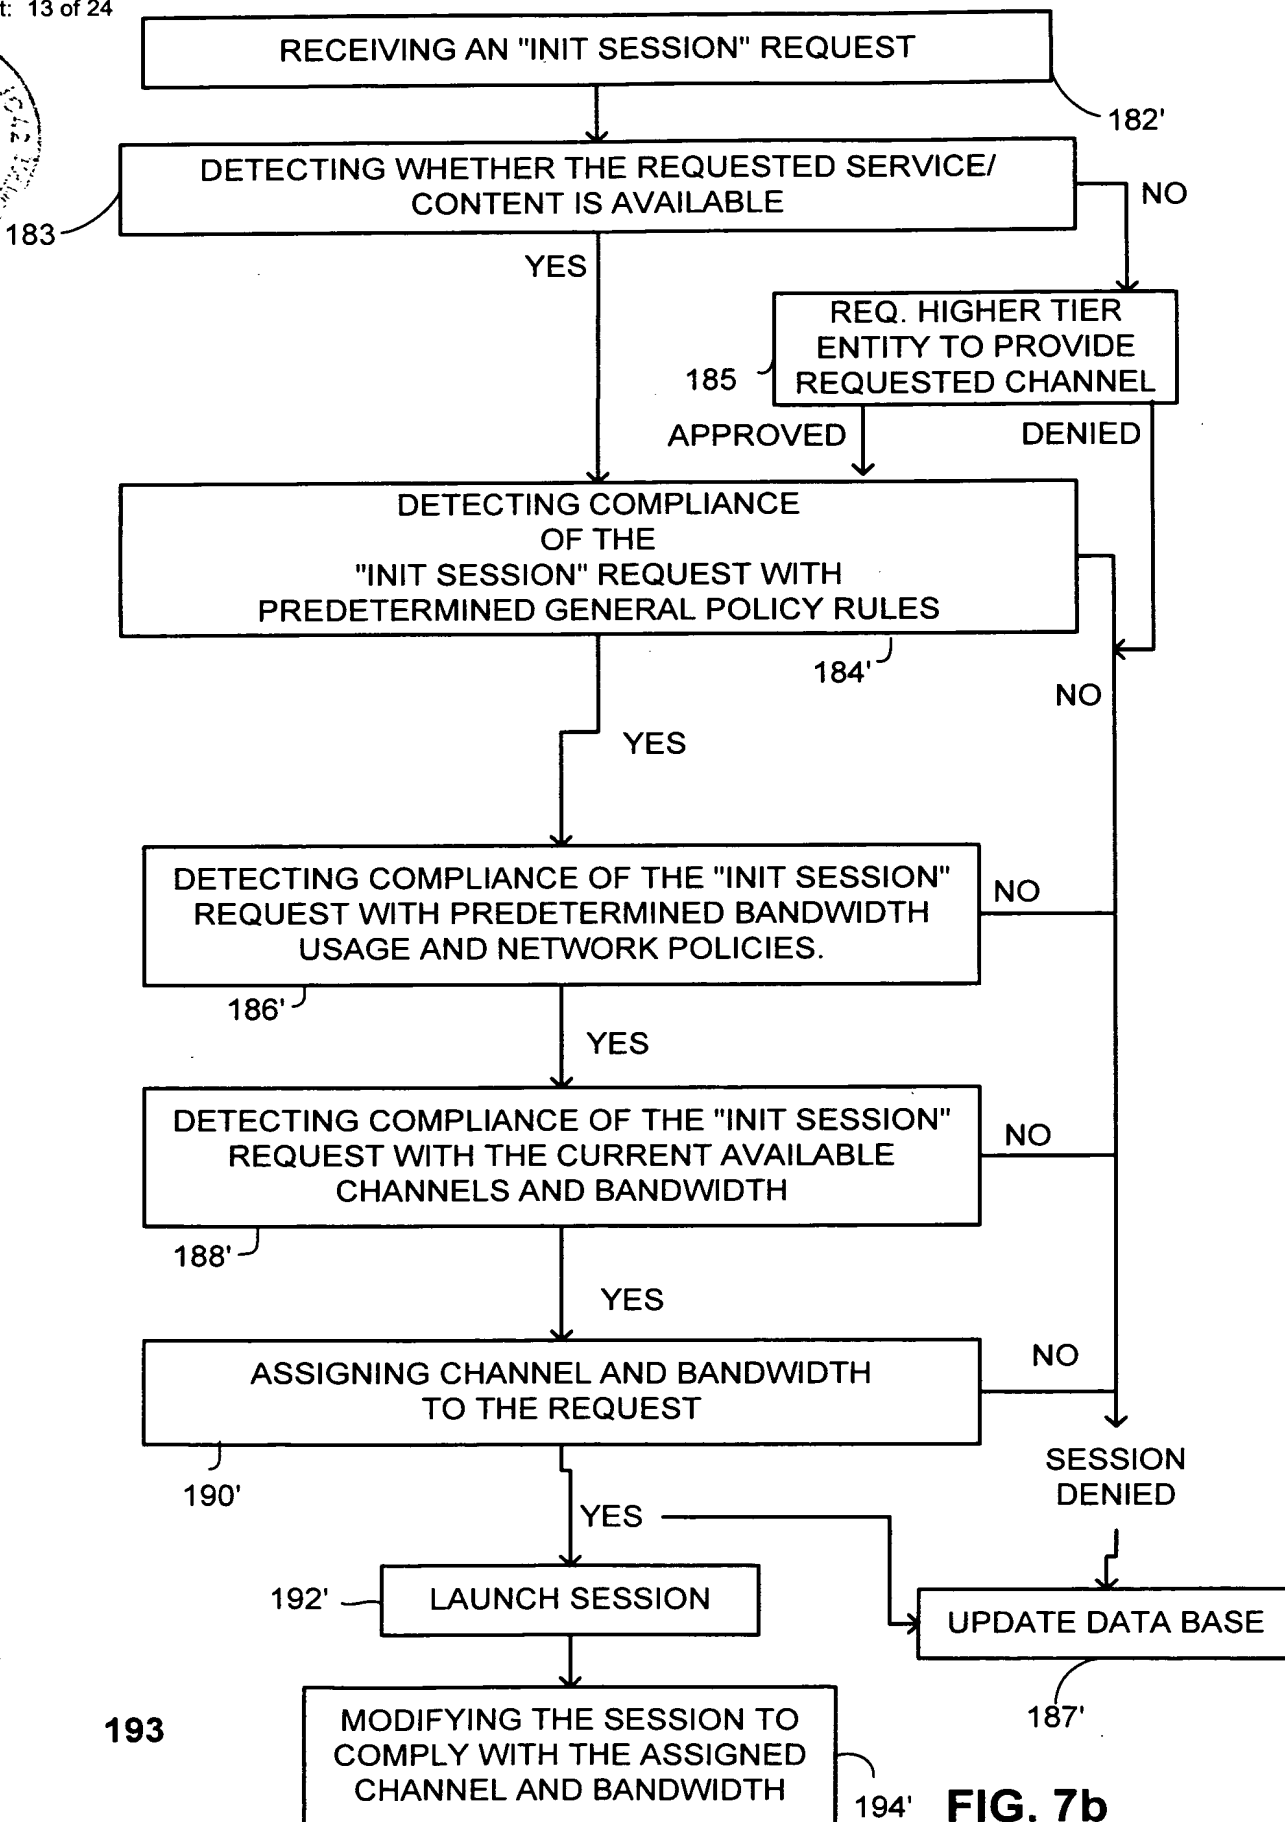 t: 13 of 24
RECEIVING AN "INIT SESSION" REQUEST
182'
DETECTING WHETHER THE REQUESTED SERVICE/
CONTENT IS AVAILABLE
NO
183
YES
REQ. HIGHER TIER
ENTITY TO PROVIDE
REQUESTED CHANNEL
185
APPROVED
DENIED
DETECTING COMPLIANCE
OF THE
"INIT SESSION" REQUEST WITH
PREDETERMINED GENERAL POLICY RULES
184'
NO
YES
DETECTING COMPLIANCE OF THE "INIT SESSION"
REQUEST WITH PREDETERMINED BANDWIDTH
USAGE AND NETWORK POLICIES.
NO
186'
YES
DETECTING COMPLIANCE OF THE "INIT SESSION"
REQUEST WITH THE CURRENT AVAILABLE
CHANNELS AND BANDWIDTH
NO
188'
YES
ASSIGNING CHANNEL AND BANDWIDTH
TO THE REQUEST
NO
190'
SESSION
DENIED
YES
192'
LAUNCH SESSION
UPDATE DATA BASE
187'
193
MODIFYING THE SESSION TO
COMPLY WITH THE ASSIGNED
CHANNEL AND BANDWIDTH
194'
FIG. 7b